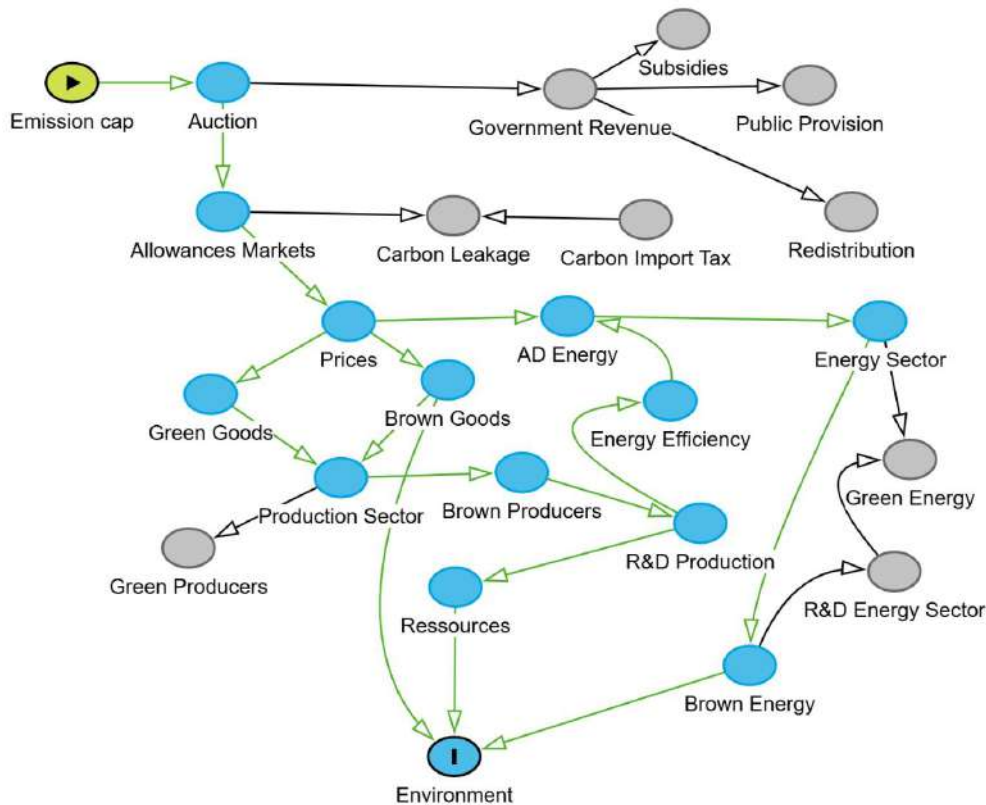 Subsidies
Emission cap
Auction
Government Revenue
Public Provision
Allowances Markets
Carbon Leakage
Carbon Import Tax
Redistribution
Prices
AD Energy
Energy Sector
Green Goods
Brown Goods
Energy Efficiency
Production Sector
Brown Producers
Green Energy
Green Producers
R&D Production
R&D Energy Sector
Ressources
Brown Energy
I
Environment